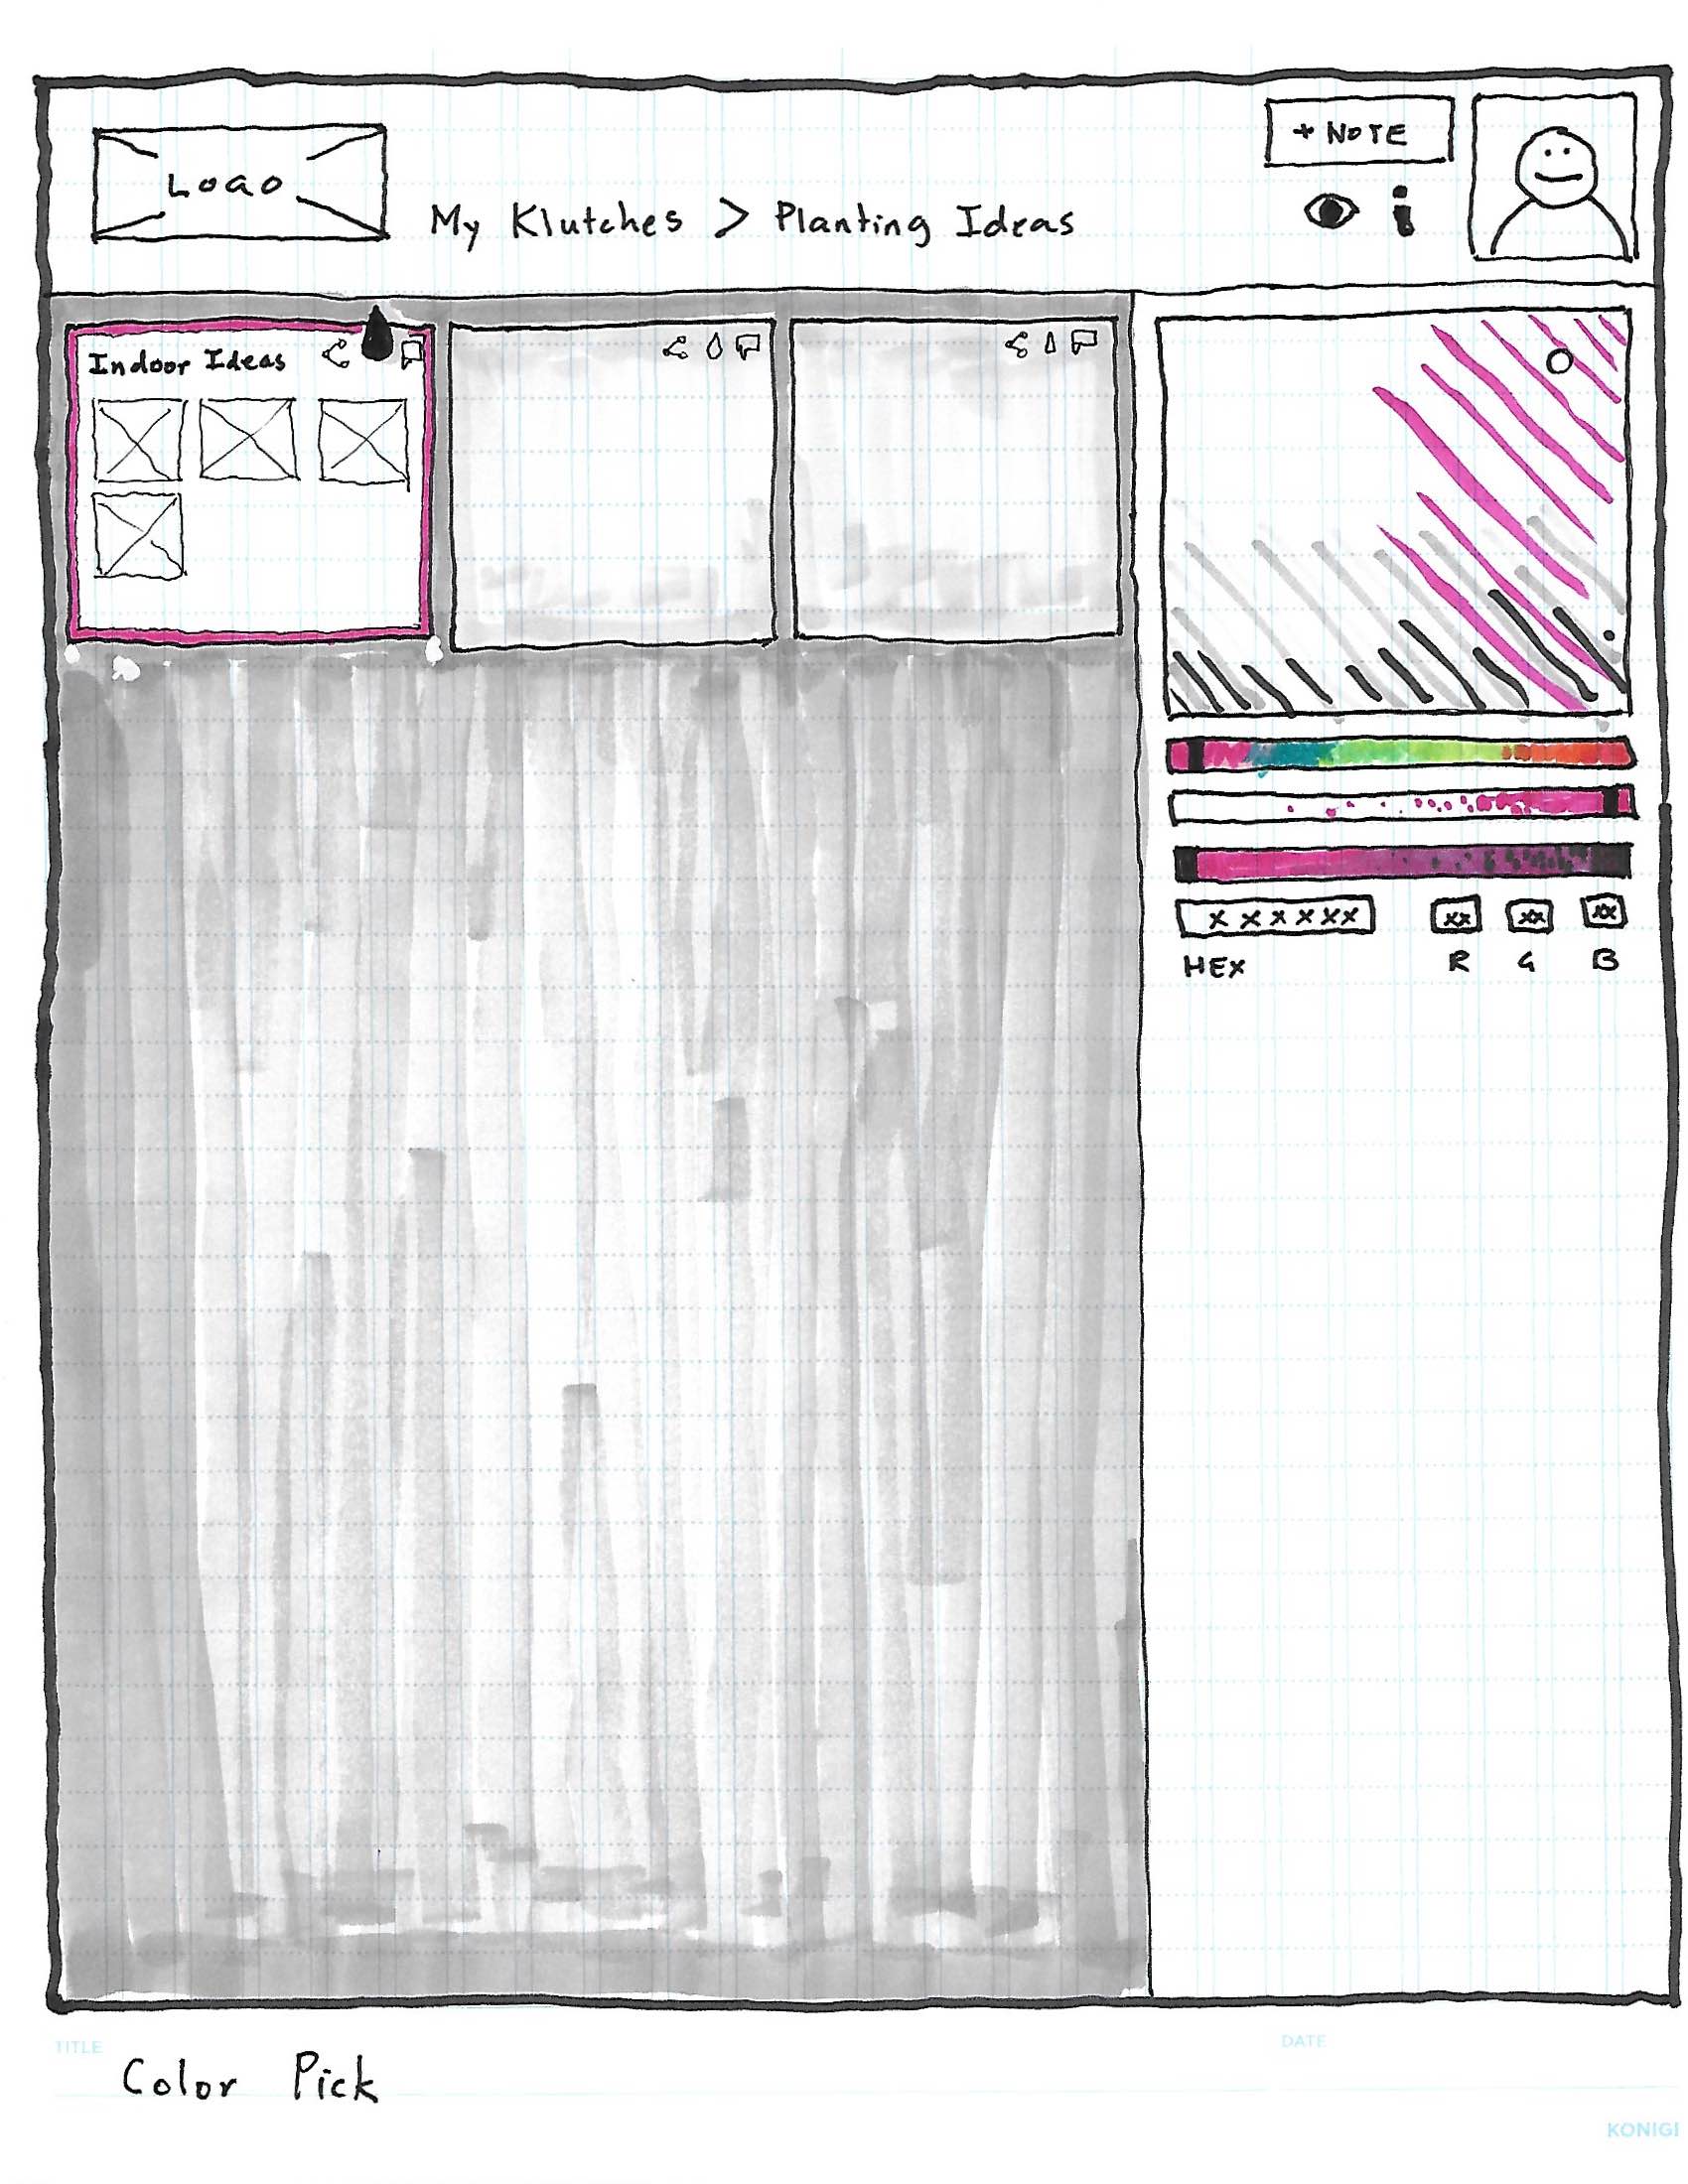 + NOTE
LOGO
My Klutches > Planting Ideas
Indoor Ideas
xxxxxx xx xx xx
HEX R G B
TITLE DATE
Color Pick
KONIGI